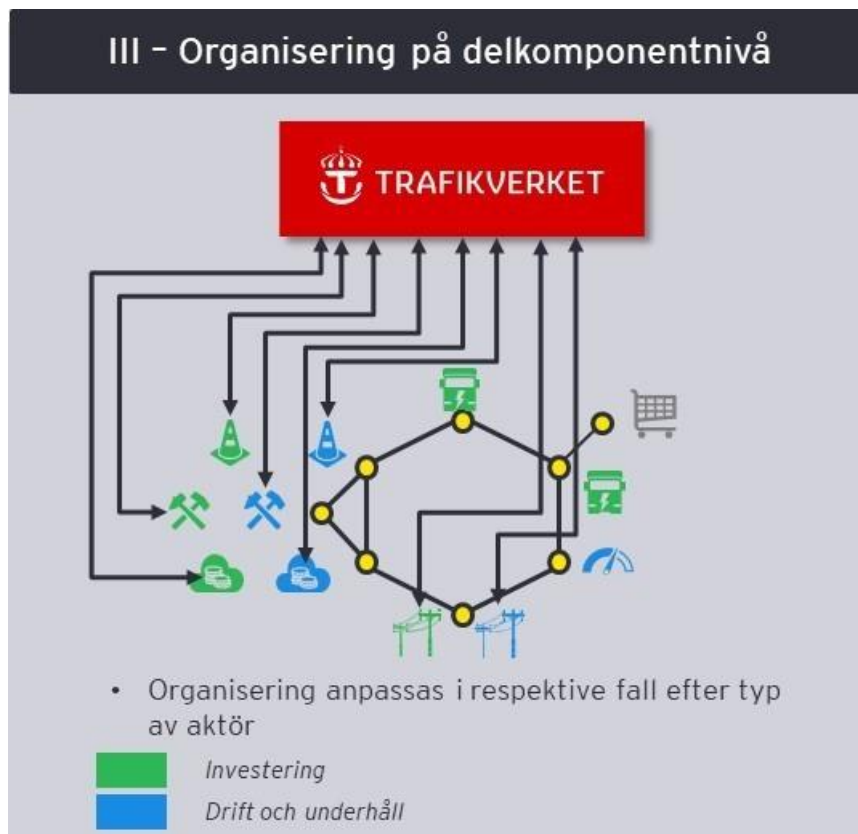 III – Organisering på delkomponentnivå
TRAFIKVERKET
• Organisering anpassas i respektive fall efter typ
av aktör
Investering
Drift och underhåll